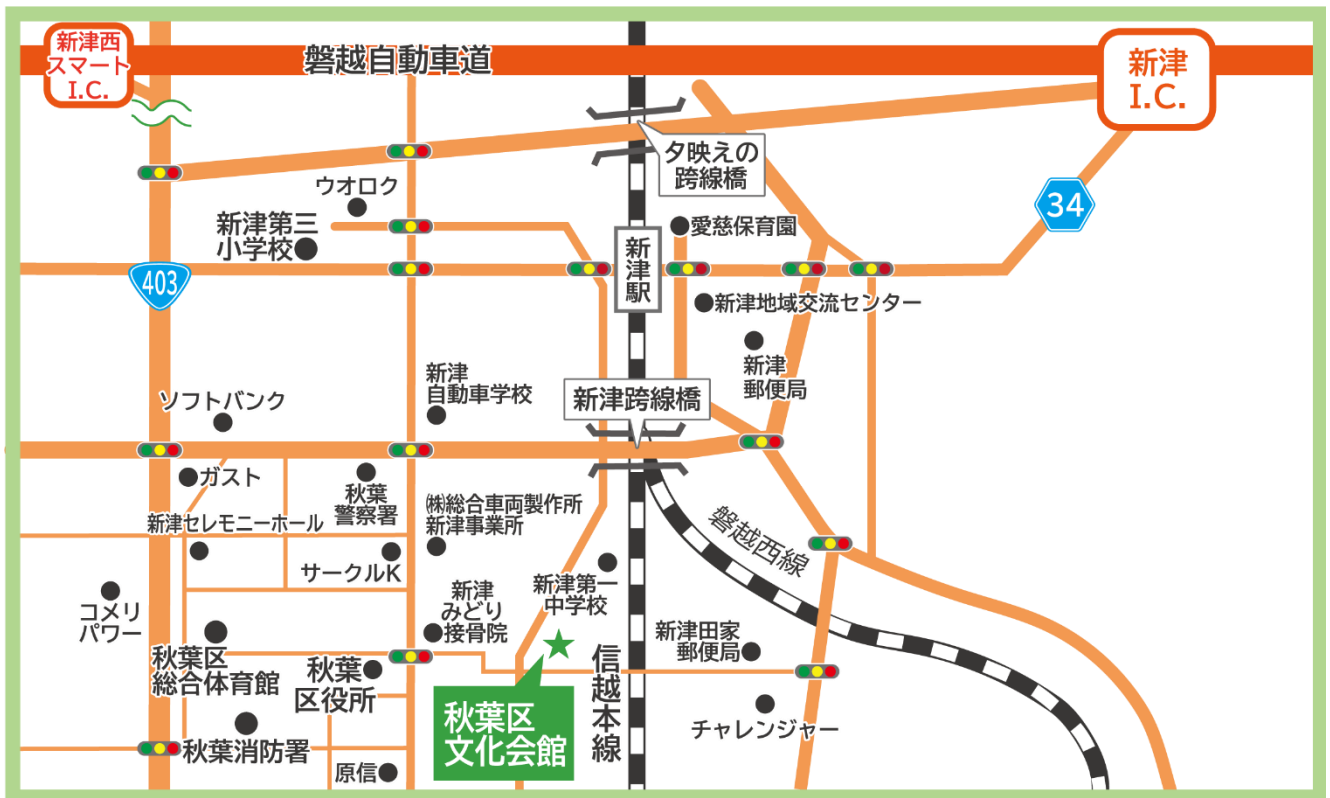 新津西
スマート
I.C.
磐越自動車道
新津
I.C.
夕映えの
跨線橋
ウオロク
新津第三
小学校
愛慈保育園
34
新津駅
403
新津地域交流センター
新津
郵便局
新津
自動車学校
新津跨線橋
ソフトバンク
ガスト
秋葉
警察署
㈱総合車両製作所
新津事業所
新津セレモニーホール
サークルK
磐越西線
コメリ
パワー
新津
みどり
接骨院
新津第一
中学校
新津田家
郵便局
秋葉区
総合体育館
秋葉
区役所
信越本線
秋葉区
文化会館
チャレンジャー
秋葉消防署
原信